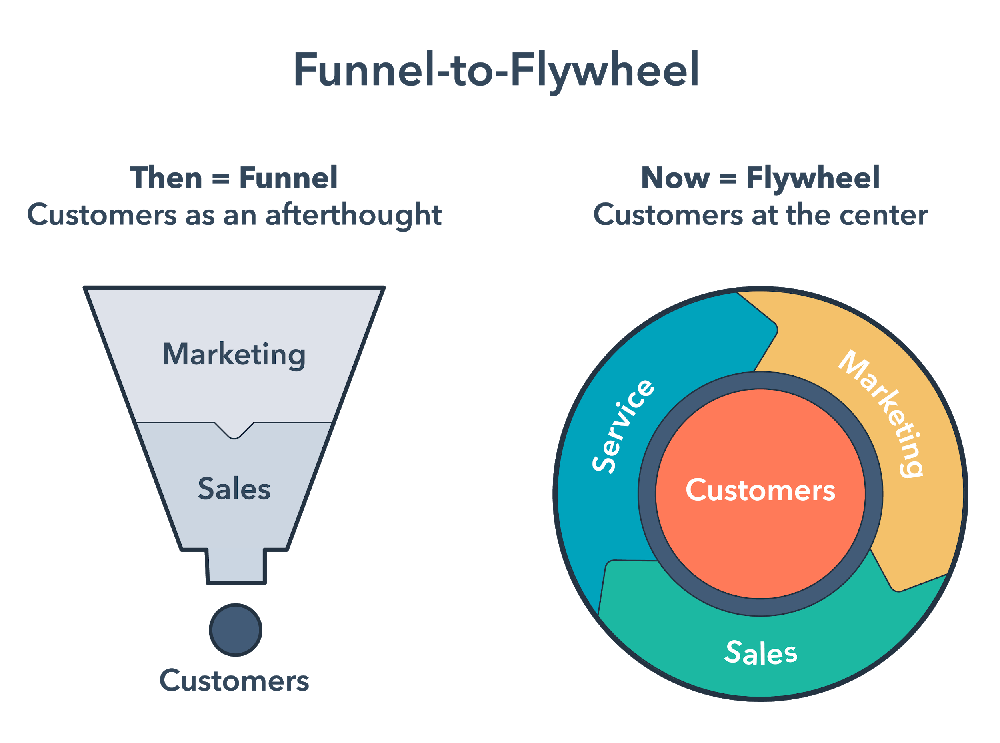 Funnel-to-Flywheel
Then = Funnel
Customers as an afterthought
Marketing
Sales
Customers
Now = Flywheel
Customers at the center
Service
Marketing
Customers
Sales